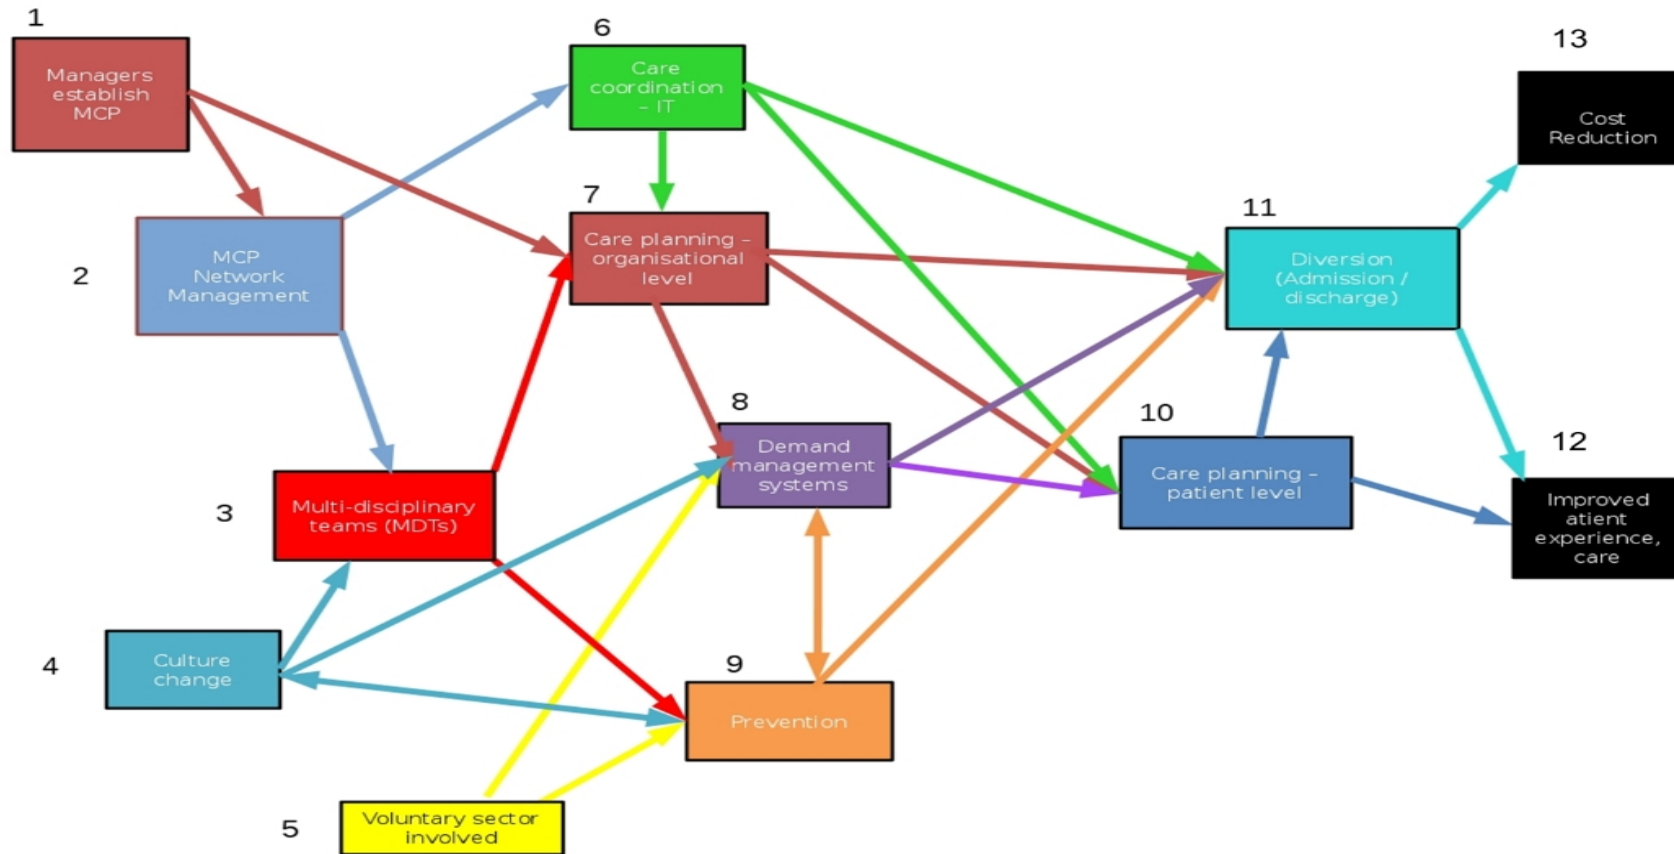 1
Managers
establish
MCP
2
MCP
Network
Management
3
Multi-disciplinary
teams (MDTs)
4
Culture
change
5
Voluntary sector
involved
6
Care
coordination
– IT
7
Care planning –
organisational
level
8
Demand
management
systems
9
Prevention
10
Care planning –
patient level
11
Diversion
(Admission /
discharge)
12
Improved
atient
experience,
care
13
Cost
Reduction